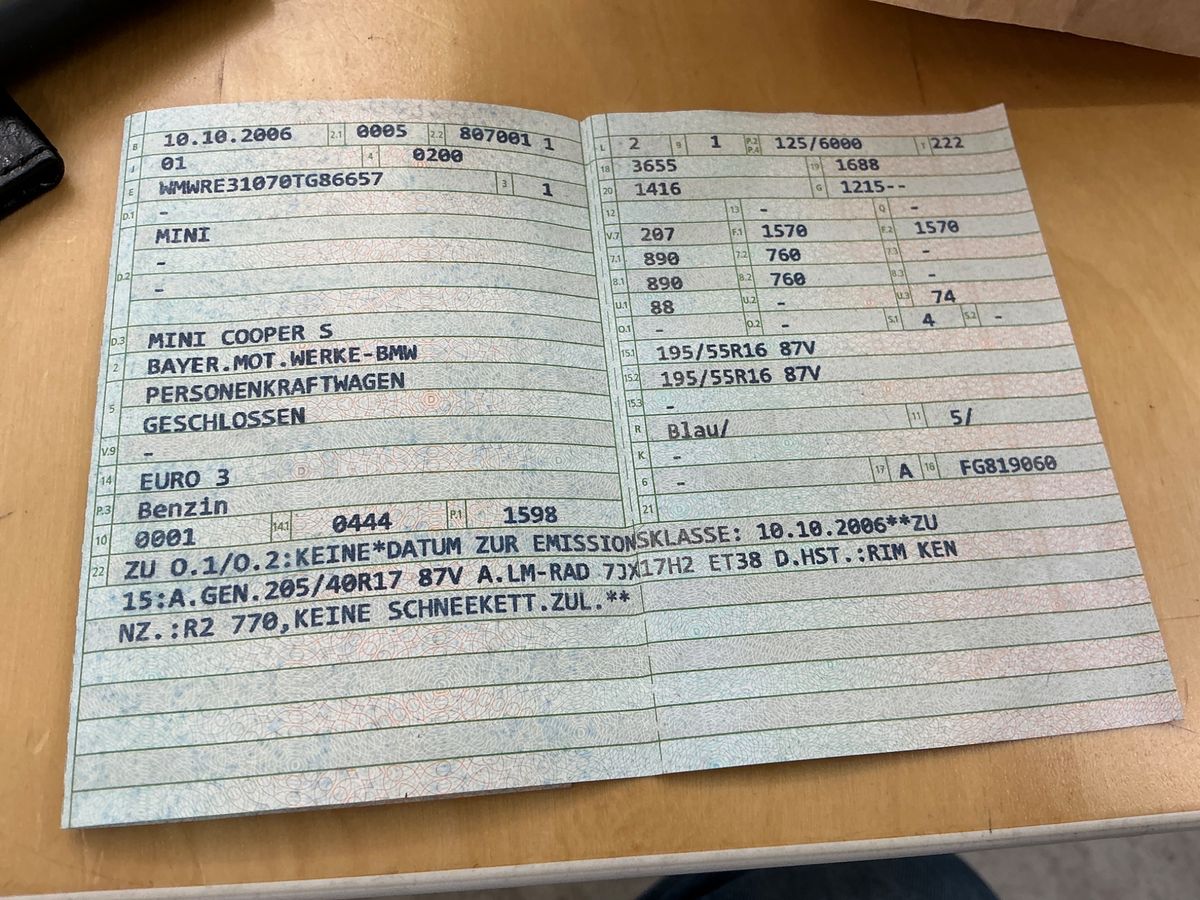 B 10.10.2006 2.1 0005 2.2 807001 1
J 01 4 0200
E WMWRE31070TG86657 3 1
D.1 -
MINI
D.2 -
-
D.3 MINI COOPER S
2 BAYER.MOT.WERKE-BMW
5 PERSONENKRAFTWAGEN
GESCHLOSSEN
V.9 -
14 EURO 3
P.3 Benzin
10 0001 14.1 0444 P.1 1598
L 2 9 1 P.2 P.4 125/6000 T 222
18 3655 19 1688
20 1416 G 1215--
12 13 - Q -
V.7 207 F.1 1570 F.2 1570
7.1 890 7.2 760 7.3 -
8.1 890 8.2 760 8.3 -
U.1 88 U.2 - U.3 74
O.1 - O.2 - S.1 4 S.2 -
15.1 195/55R16 87V
15.2 195/55R16 87V
15.3 -
R Blau/ 11 5/
K -
6 - 17 A 16 FG819060
21
22 ZU O.1/O.2:KEINE*DATUM ZUR EMISSIONSKLASSE: 10.10.2006**ZU
15:A.GEN.205/40R17 87V A.LM-RAD 7JX17H2 ET38 D.HST.:RIM KEN
NZ.:R2 770,KEINE SCHNEEKETT.ZUL.**